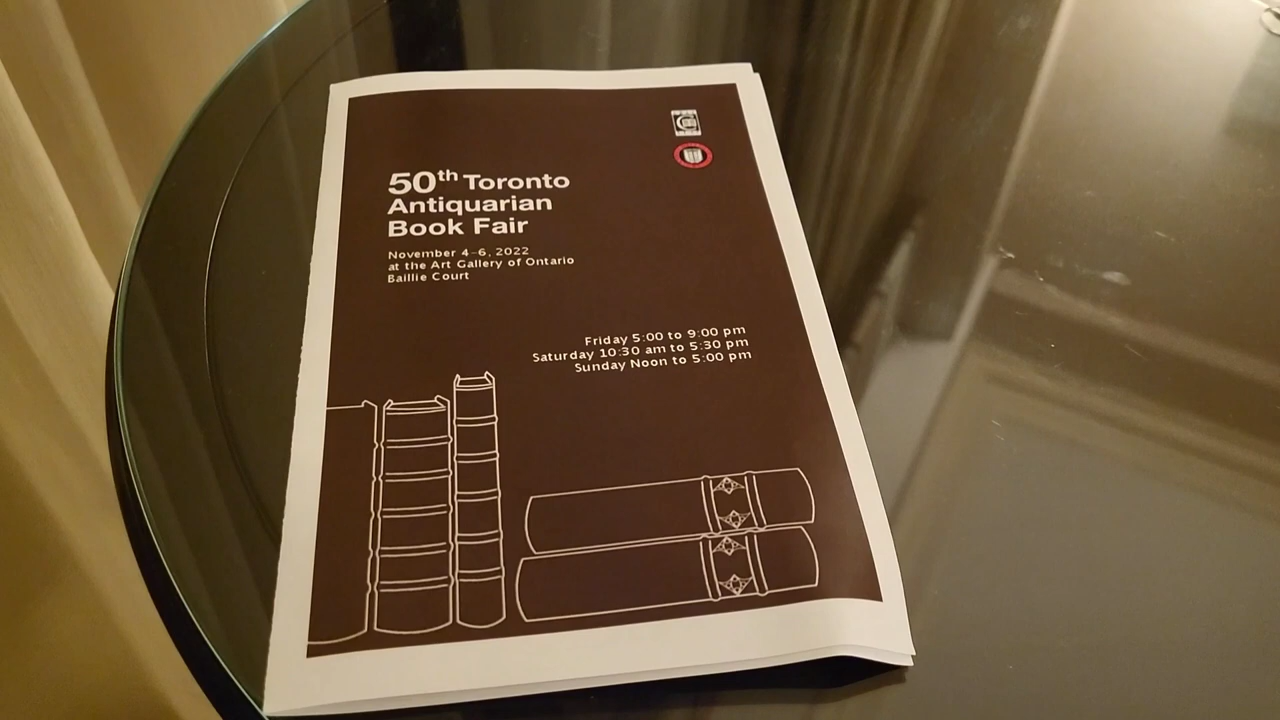 50th Toronto
Antiquarian
Book Fair
November 4-6, 2022
at the Art Gallery of Ontario
Baillie Court
Friday 5:00 to 9:00 pm
Saturday 10:30 am to 5:30 pm
Sunday Noon to 5:00 pm